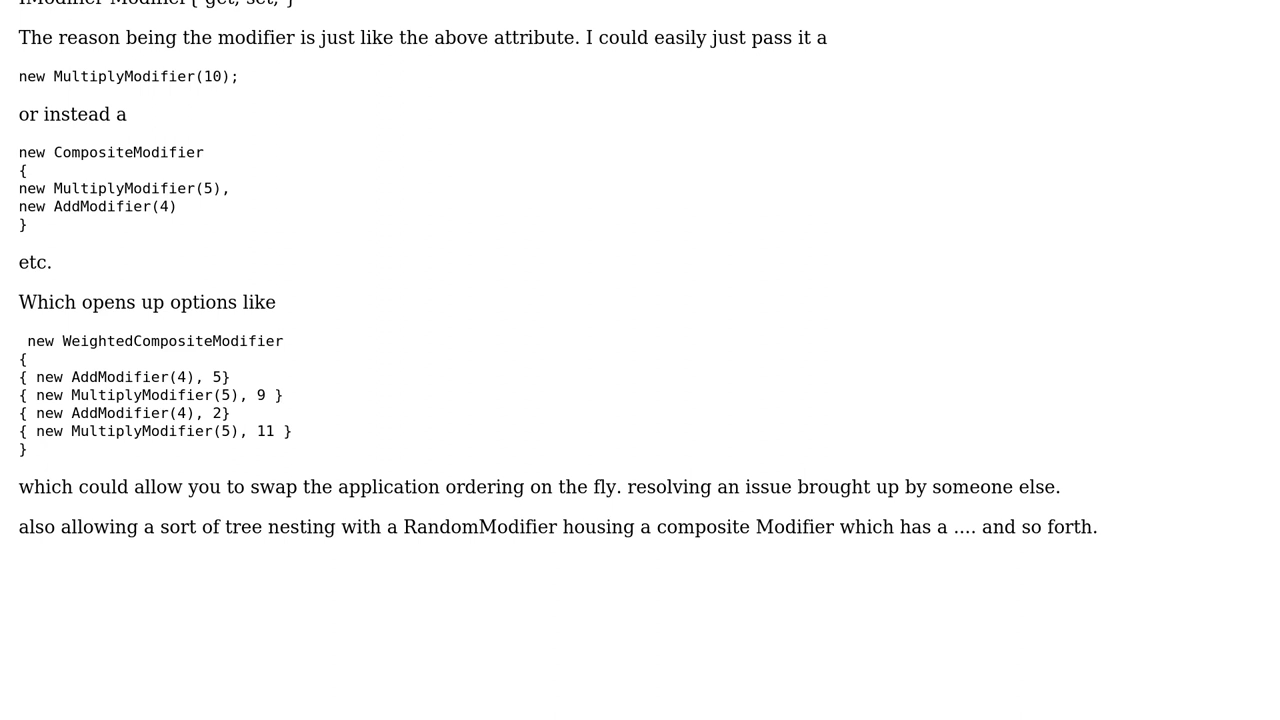 IModifier Modifier{ get; set; }
The reason being the modifier is just like the above attribute. I could easily just pass it a
new MultiplyModifier(10);
or instead a
new CompositeModifier
{
new MultiplyModifier(5),
new AddModifier(4)
}
etc.
Which opens up options like
new WeightedCompositeModifier
{
{ new AddModifier(4), 5}
{ new MultiplyModifier(5), 9 }
{ new AddModifier(4), 2}
{ new MultiplyModifier(5), 11 }
}
which could allow you to swap the application ordering on the fly. resolving an issue brought up by someone else.
also allowing a sort of tree nesting with a RandomModifier housing a composite Modifier which has a .... and so forth.